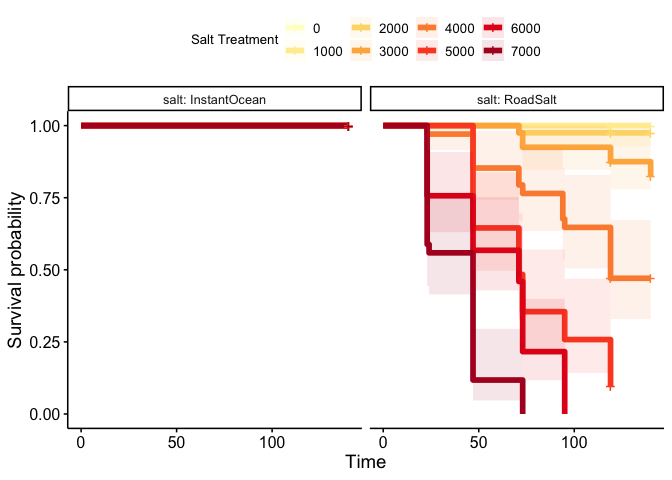 Salt Treatment 0 2000 4000 6000
1000 3000 5000 7000
salt: InstantOcean salt: RoadSalt
1.00
0.75
0.50
0.25
0.00
0 50 100 0 50 100
Time
Survival probability